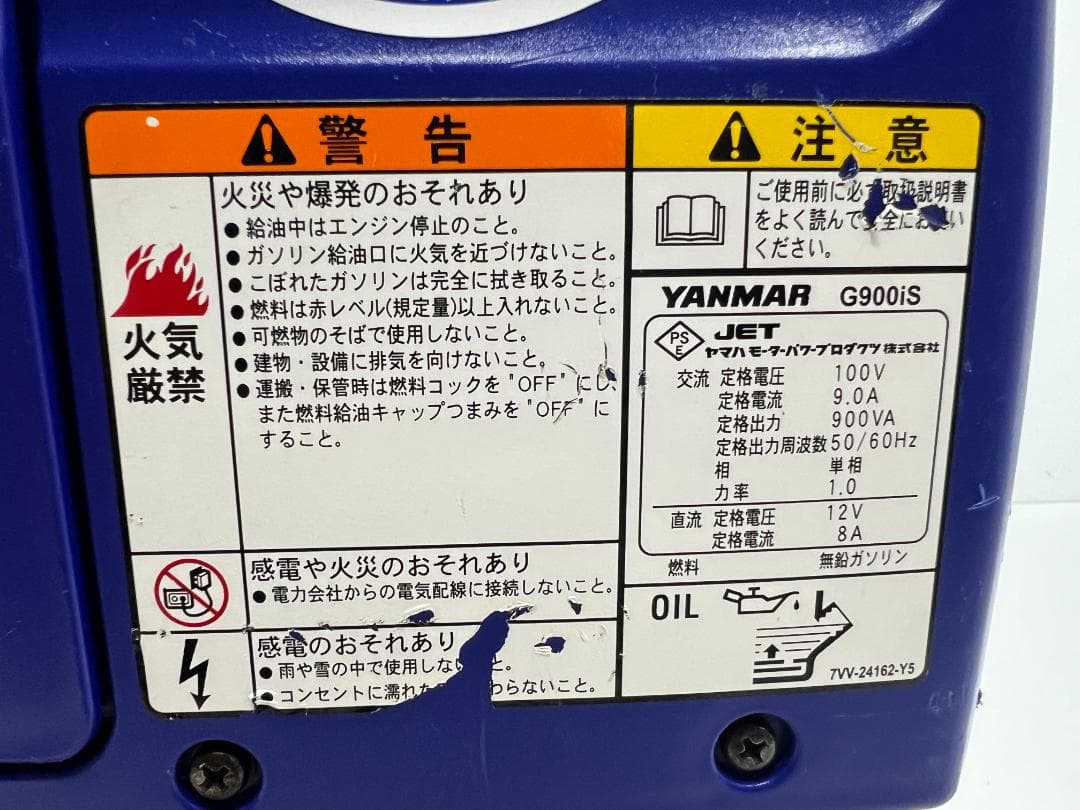 警告
火気
厳禁
火災や爆発のおそれあり
● 給油中はエンジン停止のこと。
● ガソリン給油口に火気を近づけないこと。
● こぼれたガソリンは完全に拭き取ること。
● 燃料は赤レベル(規定量)以上入れないこと。
● 可燃物のそばで使用しないこと。
● 建物・設備に排気を向けないこと。
● 運搬・保管時は燃料コックを"OFF"にし、
また燃料給油キャップつまみを"OFF"に
すること。
感電や火災のおそれあり
● 電力会社からの電気配線に接続しないこと。
感電のおそれあり
● 雨や雪の中で使用しな と。
● コンセントに濡れた わらないこと。
注意
ご使用前に必ず取扱説明書
をよく読んで安全にお い
ください。
YANMAR G900iS
PS
E
JET
ヤマハモーターパワープロダクツ株式会社
交流 定格電圧 100V
定格電流 9.0A
定格出力 900VA
定格出力周波数 50/60Hz
相 単相
力率 1.0
直流 定格電圧 12V
定格電流 8A
燃料 無鉛ガソリン
OIL
7VV-24162-Y5